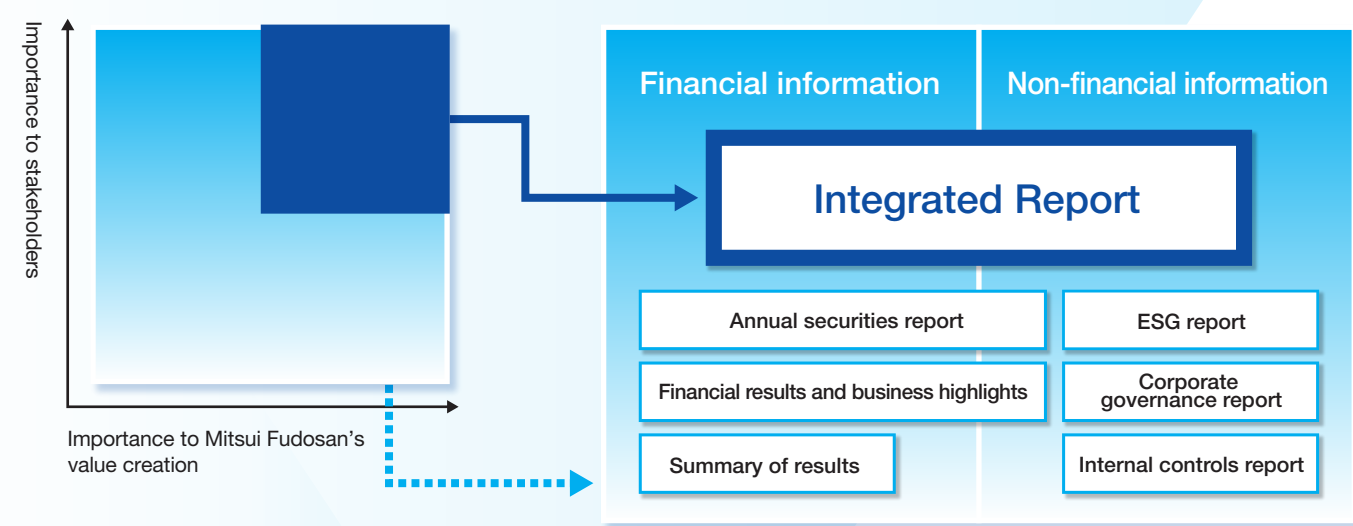 Importance to stakeholders
Importance to Mitsui Fudosan’s
value creation
Financial information
Non-financial information
Integrated Report
Annual securities report
ESG report
Financial results and business highlights
Corporate
governance report
Summary of results
Internal controls report